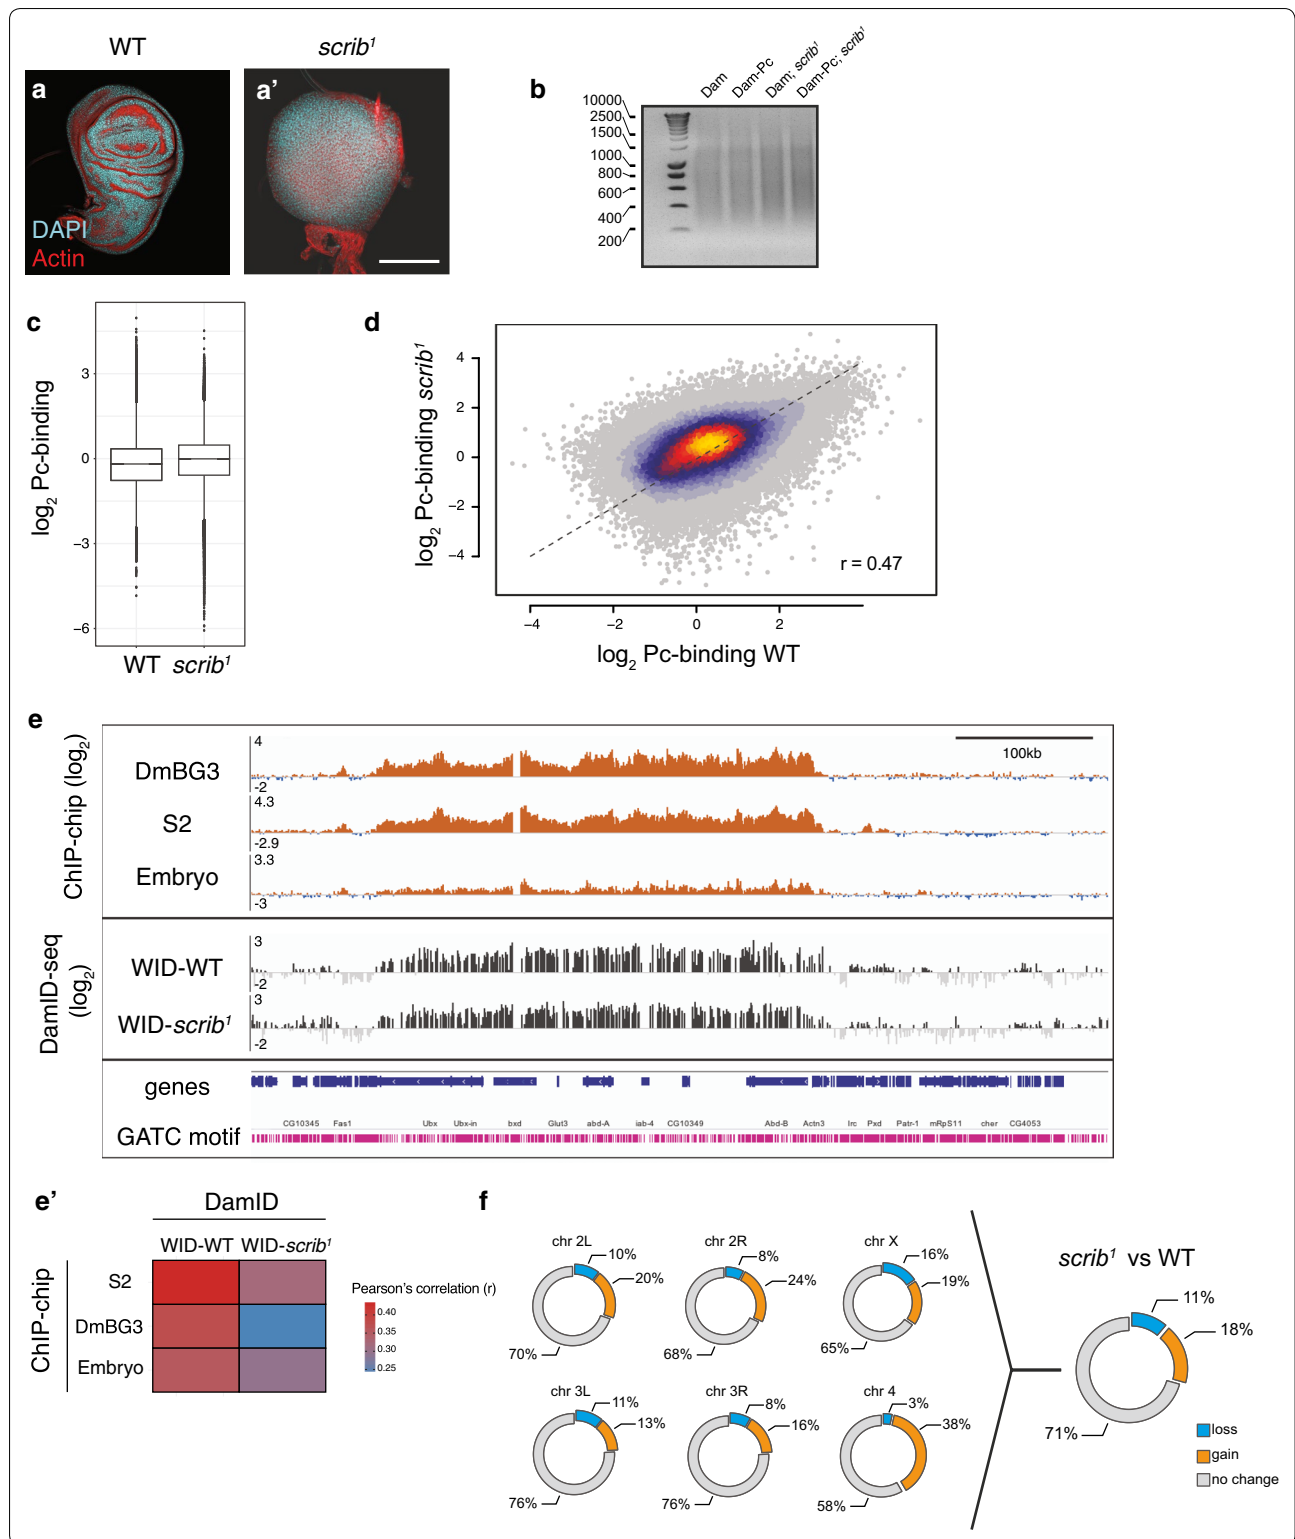 WT
scrib¹
a
a'
DAPI
Actin
b
Dam
Dam-Pc
Dam; scrib¹
Dam-Pc; scrib¹
10000
2500
1500
1000
800
600
400
200
c
log₂ Pc-binding
3
0
−3
−6
WT
scrib¹
d
log₂ Pc-binding scrib¹
4
2
0
−2
−4
r = 0.47
−4
−2
0
2
log₂ Pc-binding WT
e
ChIP-chip (log₂)
DmBG3
4
-2
100kb
S2
4.3
-2.9
Embryo
3.3
-3
DamID-seq (log₂)
WID-WT
3
-2
WID-scrib¹
3
-2
genes
CG10345 Fas1 Ubx Ubx-in bxd Glut3 abd-A iab-4 CG10349 Abd-B Actn3 Irc Pxd Patr-1 mRpS11 cher CG4053
GATC motif
e'
DamID
WID-WT WID-scrib¹
ChIP-chip
S2
DmBG3
Embryo
Pearson's correlation (r)
0.40
0.35
0.30
0.25
f
chr 2L
10%
20%
70%
chr 2R
8%
24%
68%
chr X
16%
19%
65%
chr 3L
11%
13%
76%
chr 3R
8%
16%
76%
chr 4
3%
38%
58%
scrib¹ vs WT
11%
18%
71%
loss
gain
no change